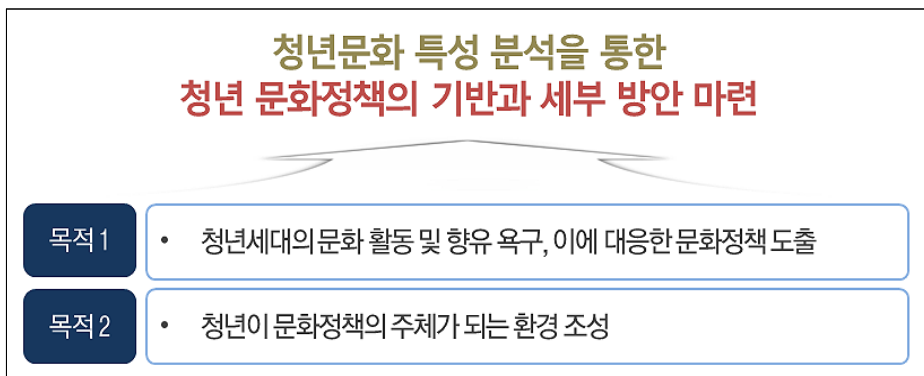 청년문화 특성 분석을 통한
청년 문화정책의 기반과 세부 방안 마련
목적 1
• 청년세대의 문화 활동 및 향유 욕구, 이에 대응한 문화정책 도출
목적 2
• 청년이 문화정책의 주체가 되는 환경 조성